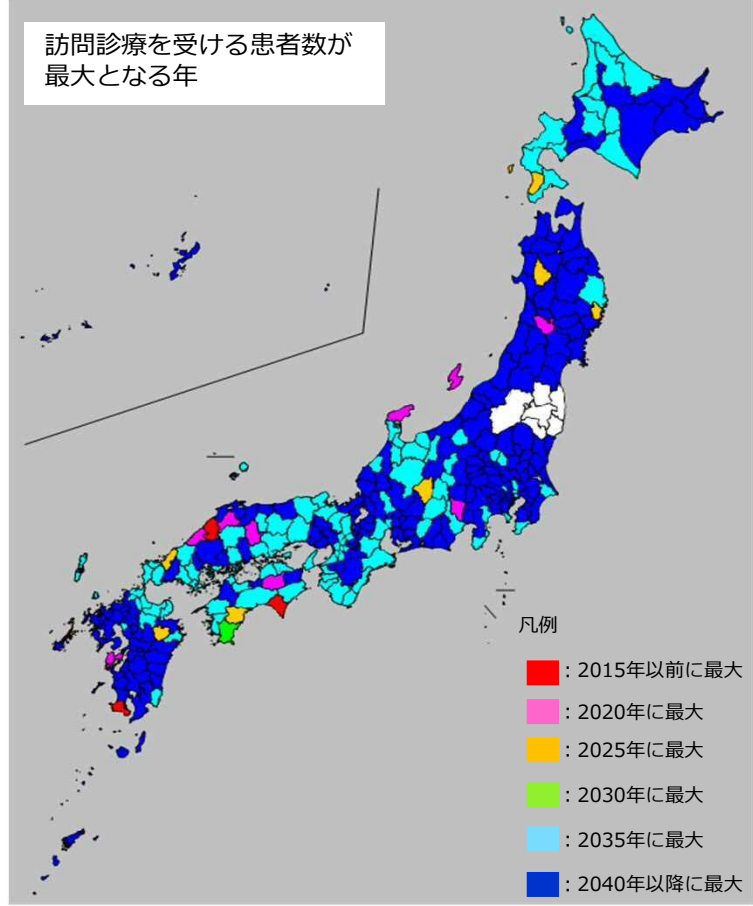 訪問診療を受ける患者数が
最大となる年
凡例
：2015年以前に最大
：2020年に最大
：2025年に最大
：2030年に最大
：2035年に最大
：2040年以降に最大